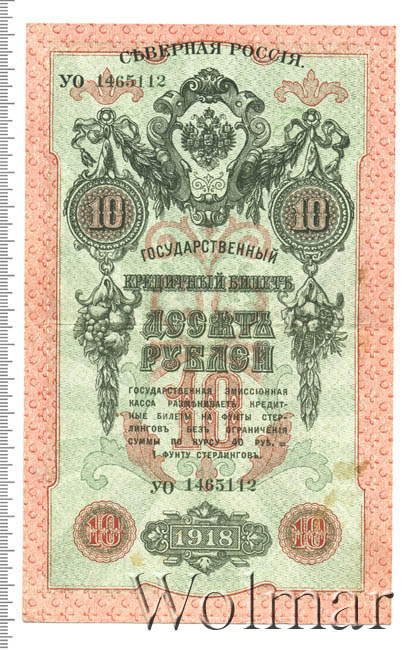 СѢВЕРНАЯ РОССІЯ.
УО 1465112
10 10
ГОСУДАРСТВЕННЫЙ
КРЕДИТНЫЙ БИЛЕТЪ
ДЕСЯТЬ
РУБЛЕЙ
ГОСУДАРСТВЕННАЯ ЭМИССІОННАЯ
КАССА РАЗМѢНИВАЕТЪ КРЕДИТ-
НЫЕ БИЛЕТЫ НА ФУНТЫ СТЕР-
ЛИНГОВЪ БЕЗЪ ОГРАНИЧЕНІЯ
СУММЫ ПО КУРСУ 40 РУБ. =
1 ФУНТУ СТЕРЛИНГОВЪ.
10
УО 1465112
10 1918 10
Wolmar